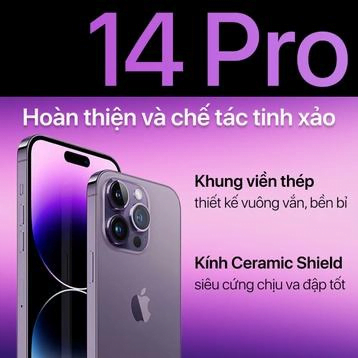 14 Pro
Hoàn thiện và chế tác tinh xảo
Khung viền thép
thiết kế vuông vắn, bền bỉ
Kính Ceramic Shield
siêu cứng chịu va đập tốt